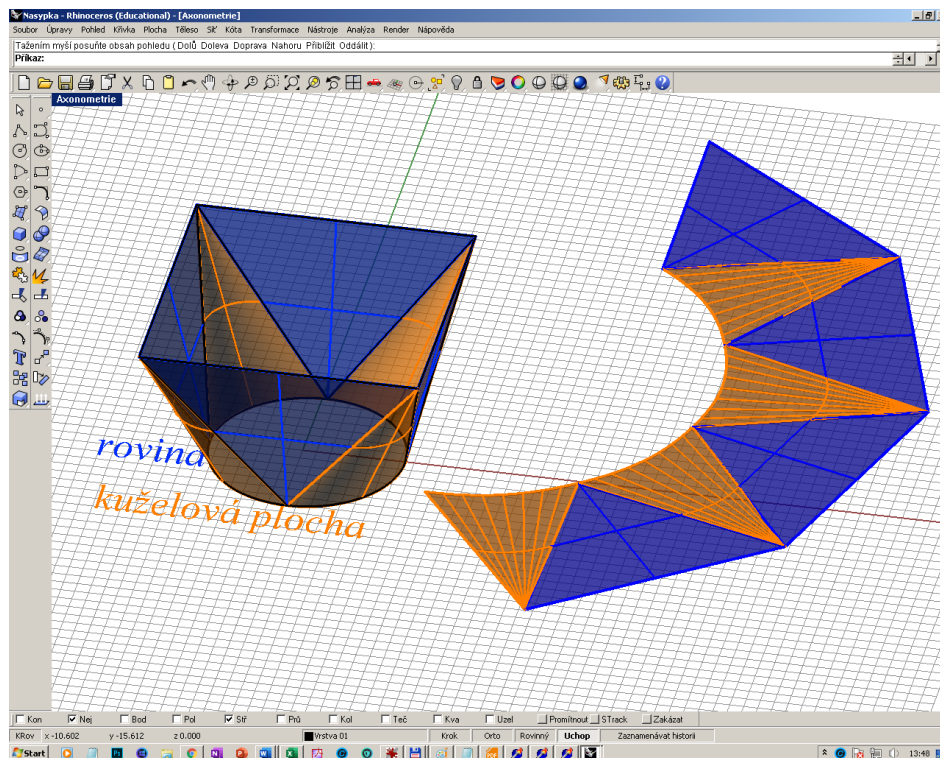 Nasypka - Rhinoceros (Educational) - [Axonometrie]
Soubor Úpravy Pohled Křivka Plocha Těleso Síť Kóta Transformace Nástroje Analýza Render Nápověda
Tažením myší posuňte obsah pohledu ( Dolů Doleva Doprava Nahoru Přiblížit Oddálit ):
Příkaz:
Axonometrie
rovina
kuželová plocha
Kon Nej Bod Pol Stř Prů Kol Teč Kva Uzel Promítnout STrack Zakázat
KRov x -10.602 y -15.612 z 0.000 Vrstva 01 Krok Orto Rovinný Uchop Zaznamenávat historii
Start 13:48